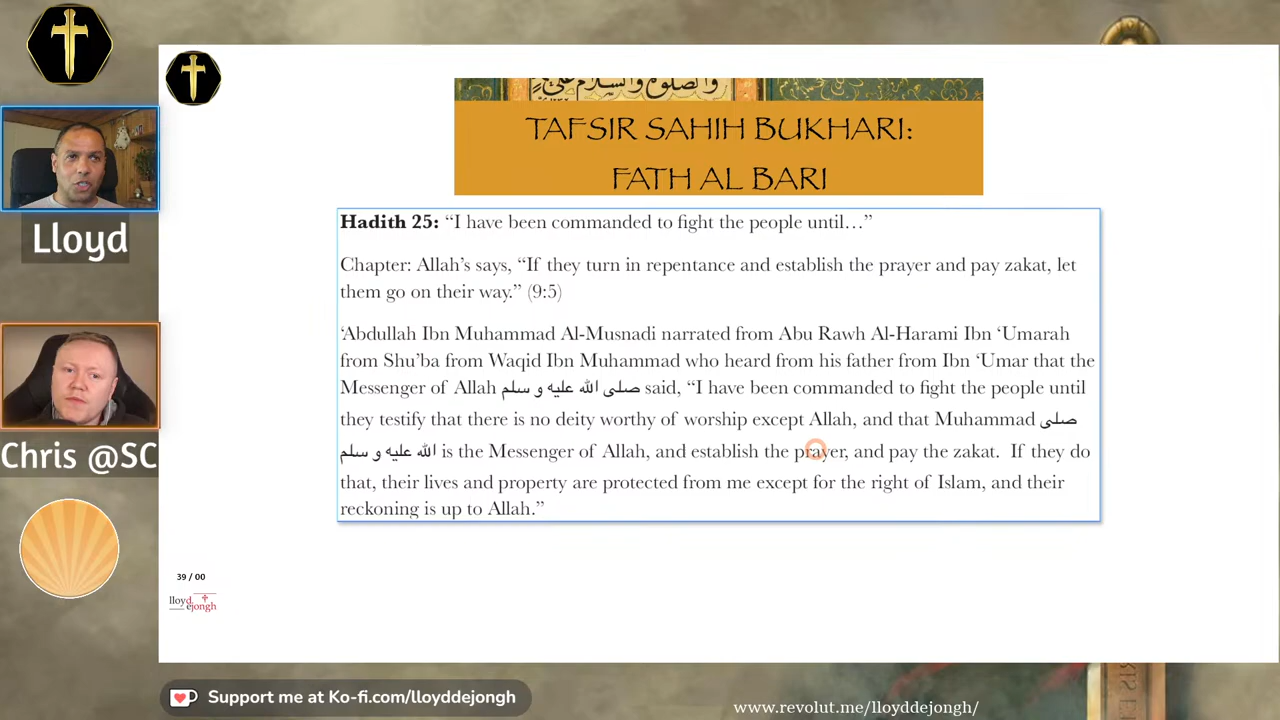 والصلوة والسلام على
TAFSIR SAHIH BUKHARI:
FATH AL BARI
Lloyd
Chris @SC
Hadith 25: “I have been commanded to fight the people until…”
Chapter: Allah’s says, “If they turn in repentance and establish the prayer and pay zakat, let
them go on their way.” (9:5)
‘Abdullah Ibn Muhammad Al-Musnadi narrated from Abu Rawh Al-Harami Ibn ‘Umarah
from Shu’ba from Waqid Ibn Muhammad who heard from his father from Ibn ‘Umar that the
Messenger of Allah صلى الله عليه و سلم said, “I have been commanded to fight the people until
they testify that there is no deity worthy of worship except Allah, and that Muhammad صلى
الله عليه و سلم is the Messenger of Allah, and establish the prayer, and pay the zakat. If they do
that, their lives and property are protected from me except for the right of Islam, and their
reckoning is up to Allah.”
39 / 00
lloyd
ejongh
Support me at Ko-fi.com/lloyddejongh
www.revolut.me/lloyddejongh/